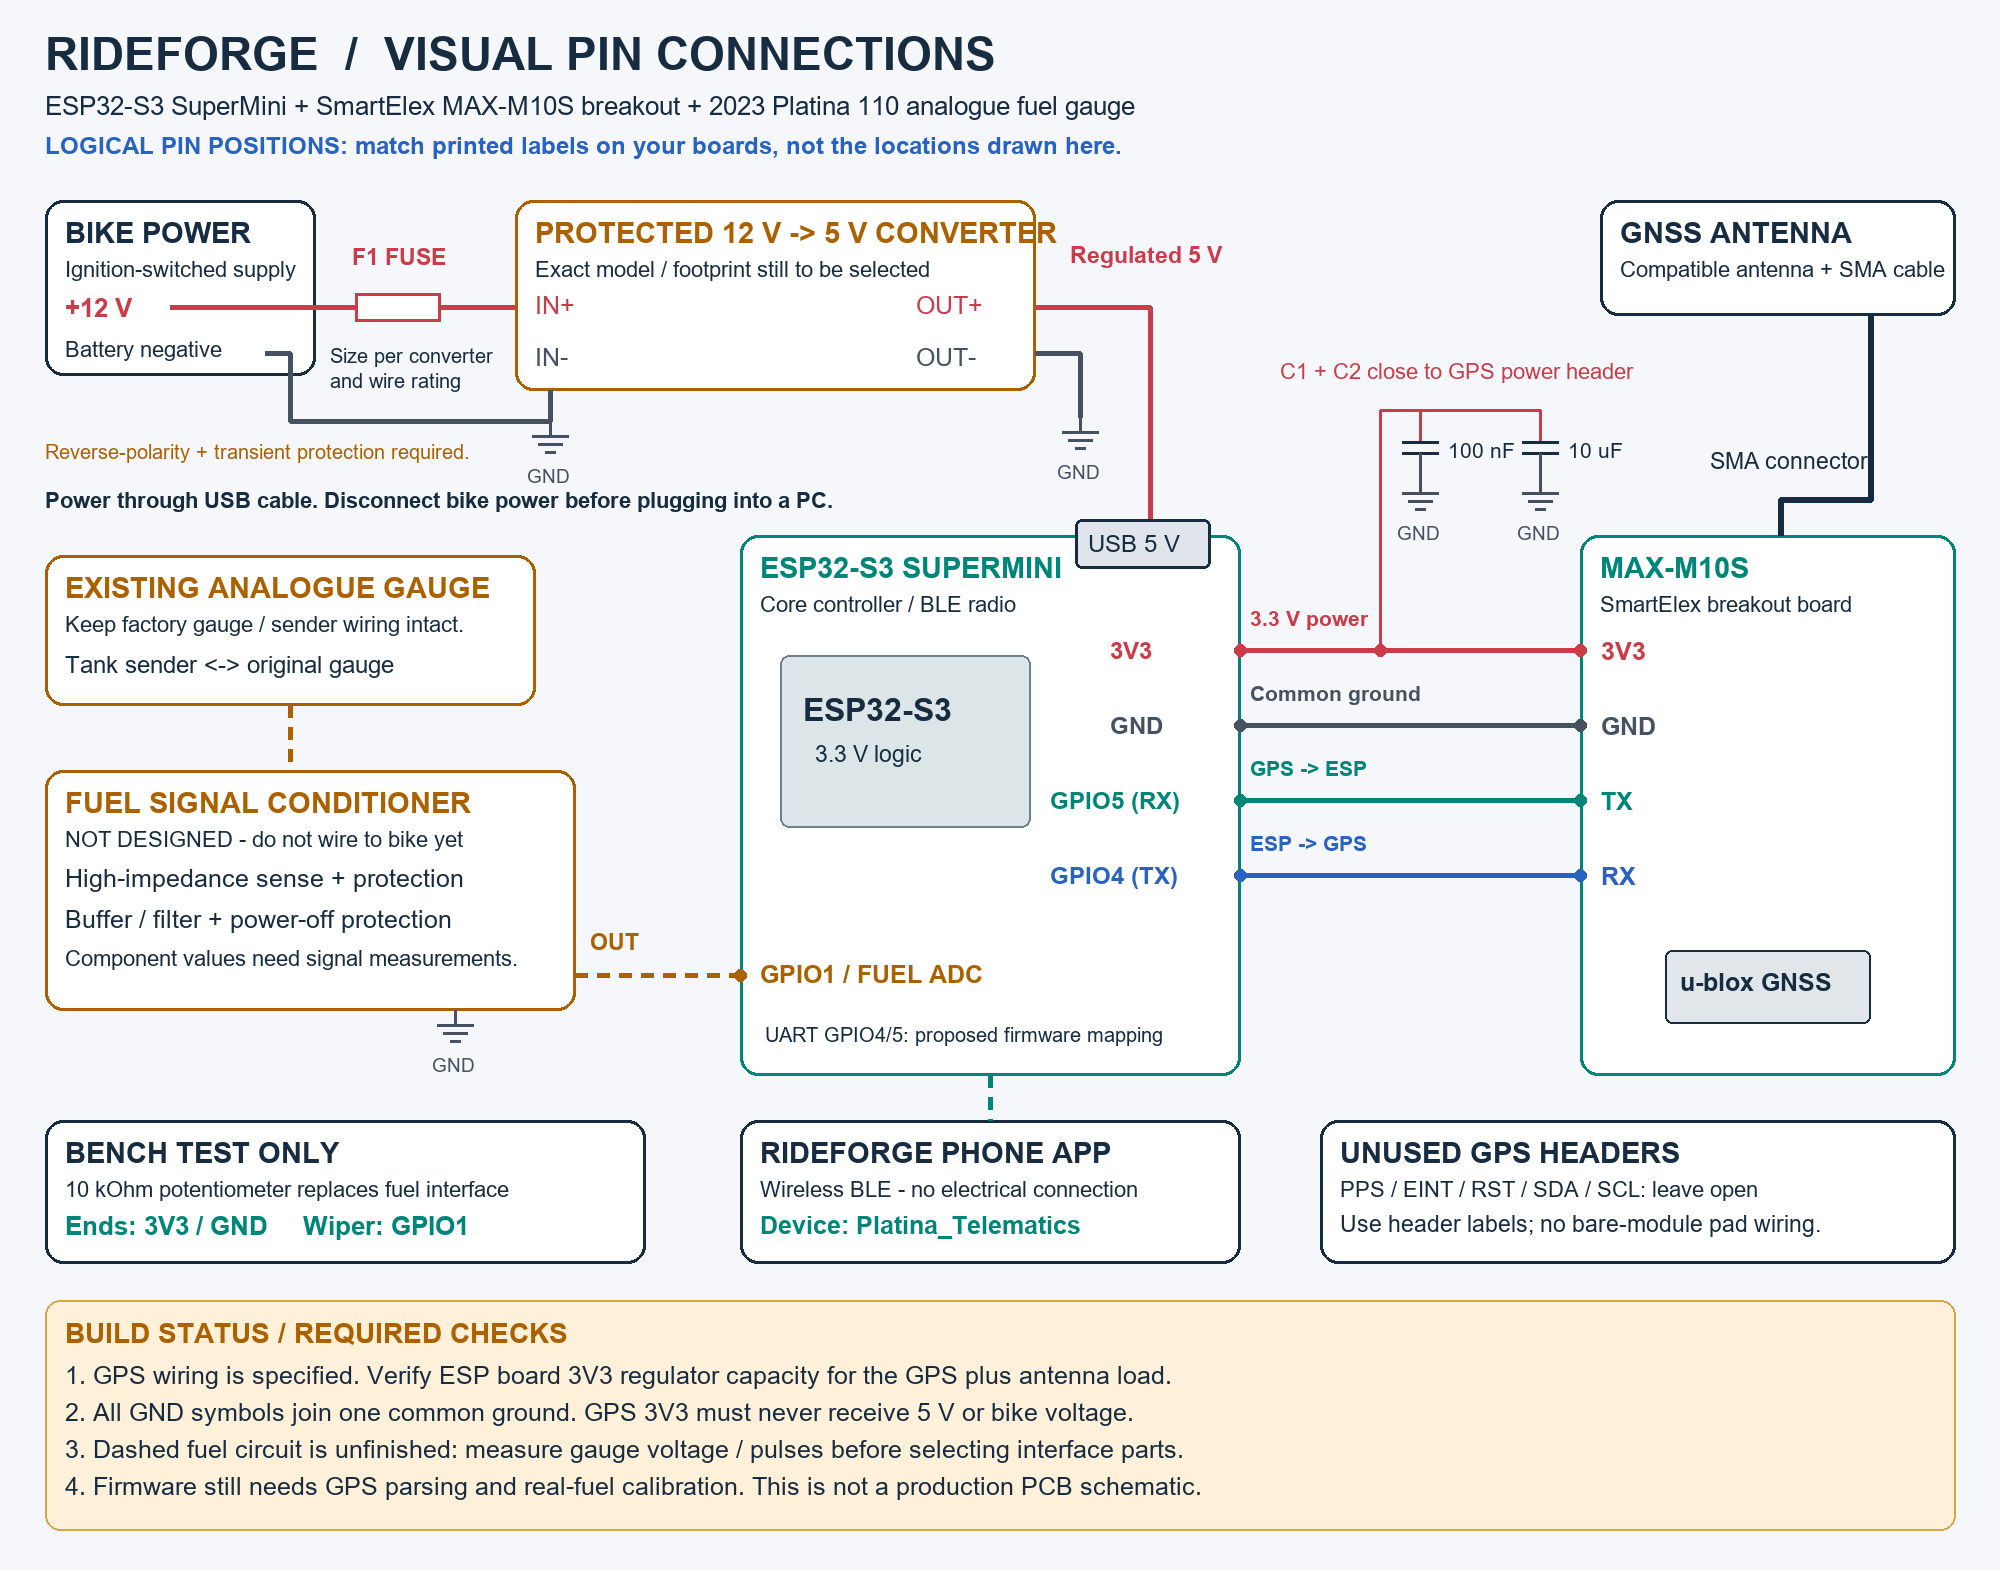 RIDEFORGE / VISUAL PIN CONNECTIONS
ESP32-S3 SuperMini + SmartElex MAX-M10S breakout + 2023 Platina 110 analogue fuel gauge
LOGICAL PIN POSITIONS: match printed labels on your boards, not the locations drawn here.
BIKE POWER
Ignition-switched supply
+12 V
Battery negative
F1 FUSE
Size per converter
and wire rating
PROTECTED 12 V -> 5 V CONVERTER
Exact model / footprint still to be selected
IN+
OUT+
IN-
OUT-
Regulated 5 V
GNSS ANTENNA
Compatible antenna + SMA cable
C1 + C2 close to GPS power header
100 nF
10 uF
SMA connector
GND
GND
GND
GND
Reverse-polarity + transient protection required.
Power through USB cable. Disconnect bike power before plugging into a PC.
EXISTING ANALOGUE GAUGE
Keep factory gauge / sender wiring intact.
Tank sender <-> original gauge
FUEL SIGNAL CONDITIONER
NOT DESIGNED - do not wire to bike yet
High-impedance sense + protection
Buffer / filter + power-off protection
Component values need signal measurements.
OUT
GND
USB 5 V
ESP32-S3 SUPERMINI
Core controller / BLE radio
ESP32-S3
3.3 V logic
3V3
GND
GPIO5 (RX)
GPIO4 (TX)
GPIO1 / FUEL ADC
UART GPIO4/5: proposed firmware mapping
3.3 V power
Common ground
GPS -> ESP
ESP -> GPS
MAX-M10S
SmartElex breakout board
3V3
GND
TX
RX
u-blox GNSS
BENCH TEST ONLY
10 kOhm potentiometer replaces fuel interface
Ends: 3V3 / GND Wiper: GPIO1
RIDEFORGE PHONE APP
Wireless BLE - no electrical connection
Device: Platina_Telematics
UNUSED GPS HEADERS
PPS / EINT / RST / SDA / SCL: leave open
Use header labels; no bare-module pad wiring.
BUILD STATUS / REQUIRED CHECKS
1. GPS wiring is specified. Verify ESP board 3V3 regulator capacity for the GPS plus antenna load.
2. All GND symbols join one common ground. GPS 3V3 must never receive 5 V or bike voltage.
3. Dashed fuel circuit is unfinished: measure gauge voltage / pulses before selecting interface parts.
4. Firmware still needs GPS parsing and real-fuel calibration. This is not a production PCB schematic.